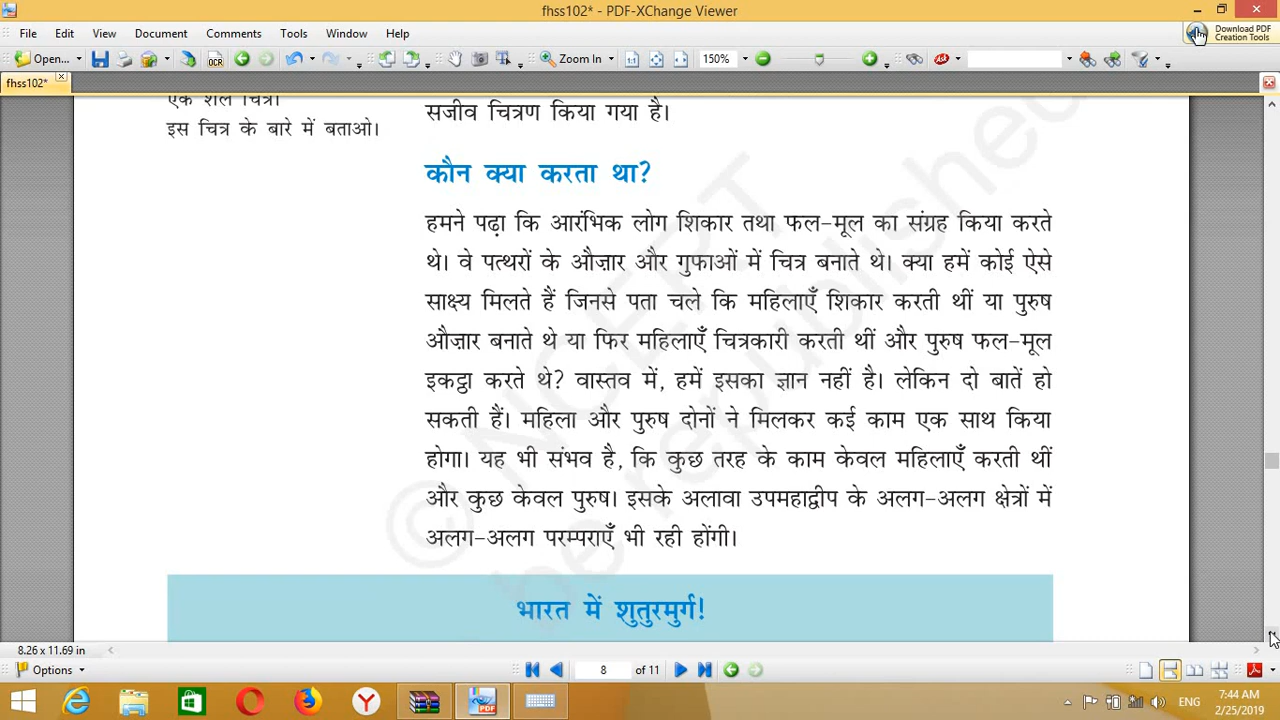 fhss102* - PDF-XChange Viewer
File Edit View Document Comments Tools Window Help
Download PDF Creation Tools
Open... OCR Zoom In 150%
fhss102*
एक शैल चित्र।
इस चित्र के बारे में बताओ।
सजीव चित्रण किया गया है।
कौन क्या करता था?
हमने पढ़ा कि आरंभिक लोग शिकार तथा फल-मूल का संग्रह किया करते
थे। वे पत्थरों के औज़ार और गुफाओं में चित्र बनाते थे। क्या हमें कोई ऐसे
साक्ष्य मिलते हैं जिनसे पता चले कि महिलाएँ शिकार करती थीं या पुरुष
औज़ार बनाते थे या फिर महिलाएँ चित्रकारी करती थीं और पुरुष फल-मूल
इकट्ठा करते थे? वास्तव में, हमें इसका ज्ञान नहीं है। लेकिन दो बातें हो
सकती हैं। महिला और पुरुष दोनों ने मिलकर कई काम एक साथ किया
होगा। यह भी संभव है, कि कुछ तरह के काम केवल महिलाएँ करती थीं
और कुछ केवल पुरुष। इसके अलावा उपमहाद्वीप के अलग-अलग क्षेत्रों में
अलग-अलग परम्पराएँ भी रही होंगी।
© NCERT
be republished
भारत में शुतुरमुर्ग!
8.26 x 11.69 in
Options 8 of 11
ENG 7:44 AM
2/25/2019